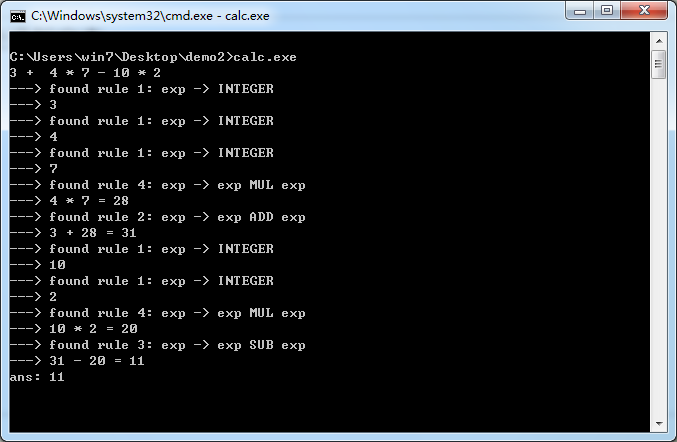 C:\Windows\system32\cmd.exe - calc.exe
C:\Users\win7\Desktop\demo2>calc.exe
3 +  4 * 7 - 10 * 2
---> found rule 1: exp -> INTEGER
---> 3
---> found rule 1: exp -> INTEGER
---> 4
---> found rule 1: exp -> INTEGER
---> 7
---> found rule 4: exp -> exp MUL exp
---> 4 * 7 = 28
---> found rule 2: exp -> exp ADD exp
---> 3 + 28 = 31
---> found rule 1: exp -> INTEGER
---> 10
---> found rule 1: exp -> INTEGER
---> 2
---> found rule 4: exp -> exp MUL exp
---> 10 * 2 = 20
---> found rule 3: exp -> exp SUB exp
---> 31 - 20 = 11
ans: 11